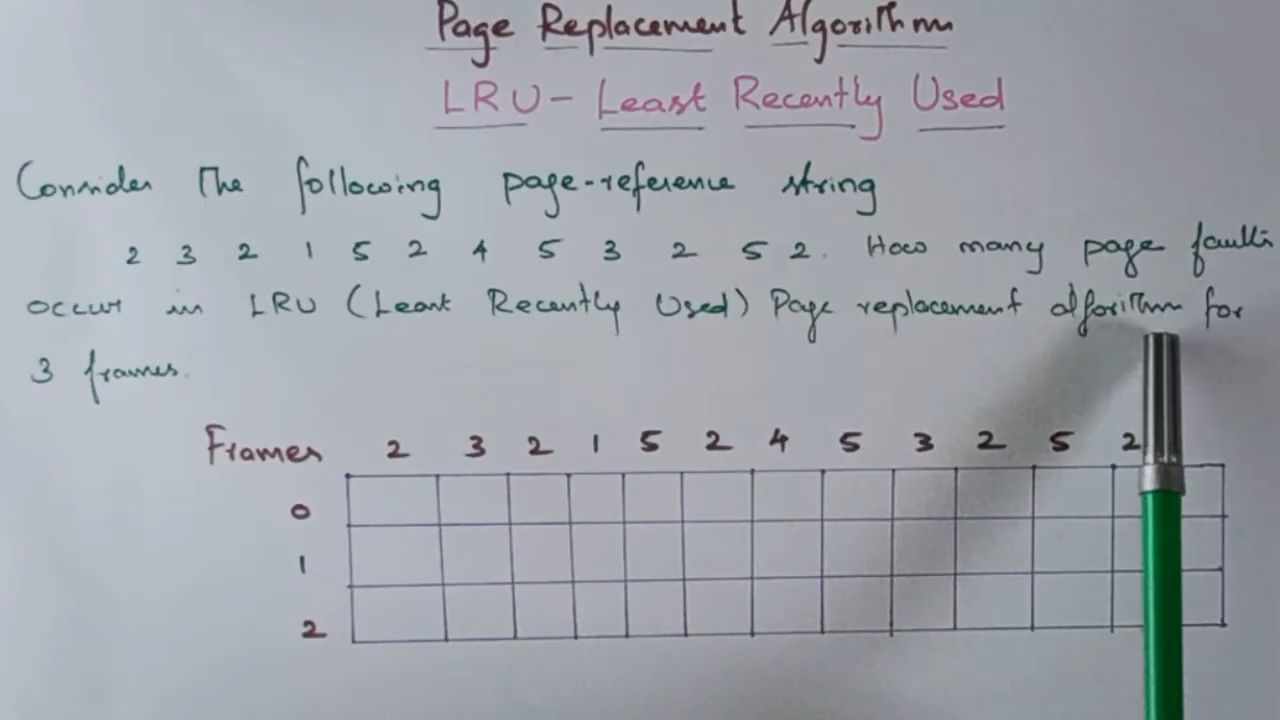 Page Replacement Algorithm
LRU - Least Recently Used
Consider The following page-reference string
2 3 2 1 5 2 4 5 3 2 5 2. How many page faults
occur in LRU (Least Recently Used) Page replacement algorithm for
3 frames.
Frames 2 3 2 1 5 2 4 5 3 2 5 2
0
1
2